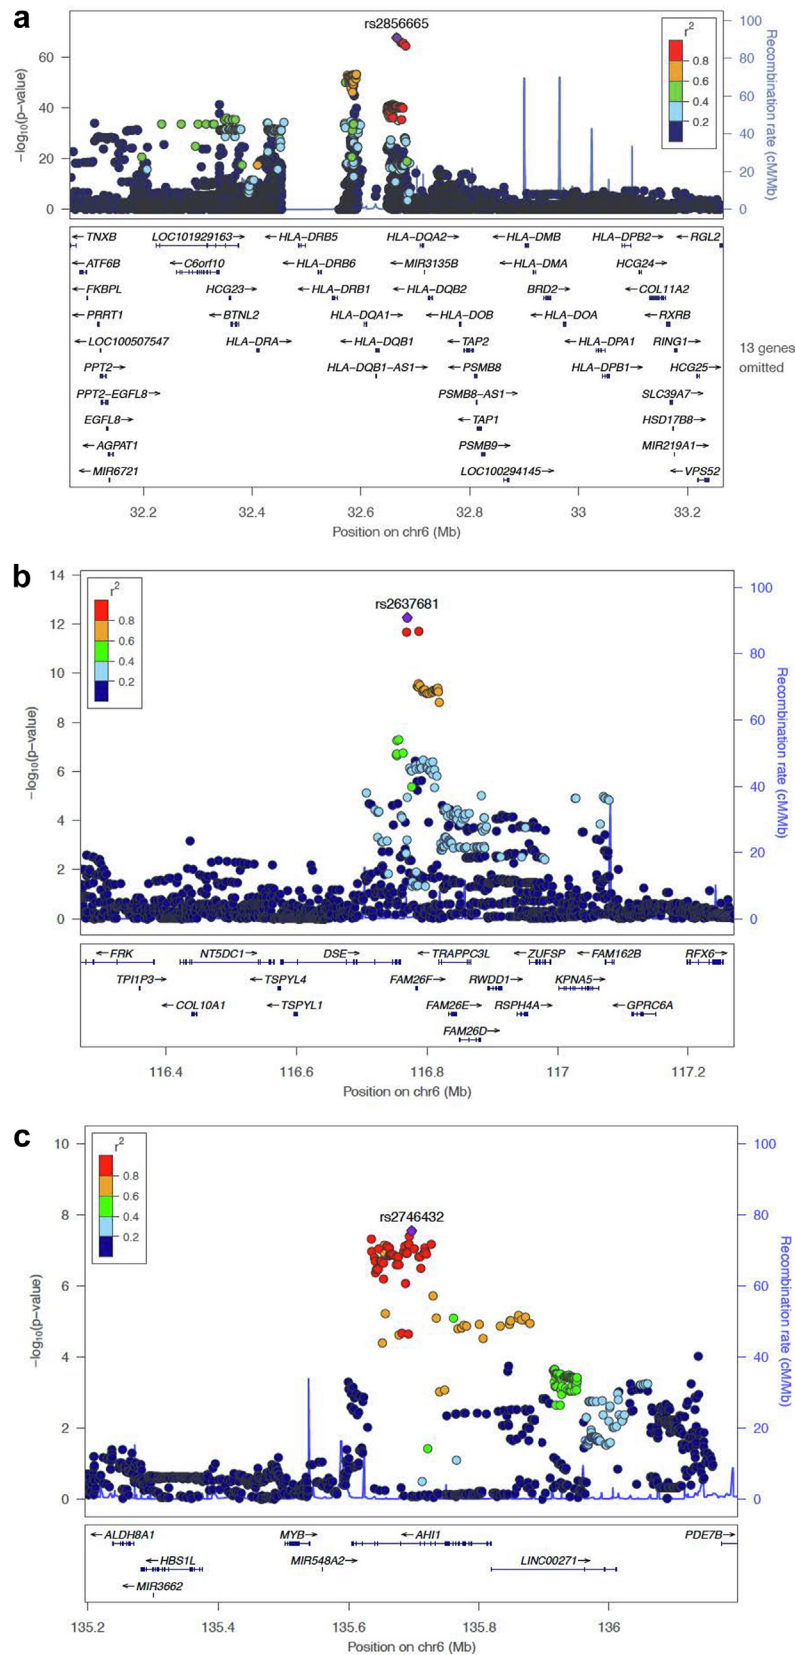 a
rs2856665
r²
0.8
0.6
0.4
0.2
60
40
20
0
−log₁₀(p−value)
100
80
60
40
20
0
Recombination rate (cM/Mb)
←TNXB LOC101929163→ ←HLA−DRB5 HLA−DQA2→ ←HLA−DMB HLA−DPB2→ ←RGL2
←ATF6B ←C6orf10 ←HLA−DRB6 ←MIR3135B ←HLA−DMA HCG24→
←FKBPL HCG23→ ←HLA−DRB1 ←HLA−DQB2 BRD2→ ←COL11A2
←PRRT1 ←BTNL2 HLA−DQA1→ ←HLA−DOB ←HLA−DOA ←RXRB
←LOC100507547 HLA−DRA→ ←HLA−DQB1 ←TAP2 ←HLA−DPA1 RING1→
PPT2→ HLA−DQB1−AS1→ ←PSMB8 HLA−DPB1→ HCG25→
PPT2−EGFL8→ PSMB8−AS1→ SLC39A7→
EGFL8→ ←TAP1 HSD17B8→
←AGPAT1 PSMB9→ MIR219A1→
←MIR6721 LOC100294145→ ←VPS52
13 genes
omitted
32.2 32.4 32.6 32.8 33 33.2
Position on chr6 (Mb)
b
rs2637681
r²
0.8
0.6
0.4
0.2
14
12
10
8
6
4
2
0
−log₁₀(p−value)
100
80
60
40
20
0
Recombination rate (cM/Mb)
←FRK NT5DC1→ DSE→ ←TRAPPC3L ←ZUFSP ←FAM162B RFX6→
TPI1P3→ ←TSPYL4 FAM26F→ RWDD1→ KPNA5→
←COL10A1 ←TSPYL1 FAM26E→ RSPH4A→ ←GPRC6A
FAM26D→
116.4 116.6 116.8 117 117.2
Position on chr6 (Mb)
c
rs2746432
r²
0.8
0.6
0.4
0.2
10
8
6
4
2
0
−log₁₀(p−value)
100
80
60
40
20
0
Recombination rate (cM/Mb)
←ALDH8A1 MYB→ ←AHI1 PDE7B→
←HBS1L MIR548A2→ LINC00271→
←MIR3662
135.2 135.4 135.6 135.8 136
Position on chr6 (Mb)